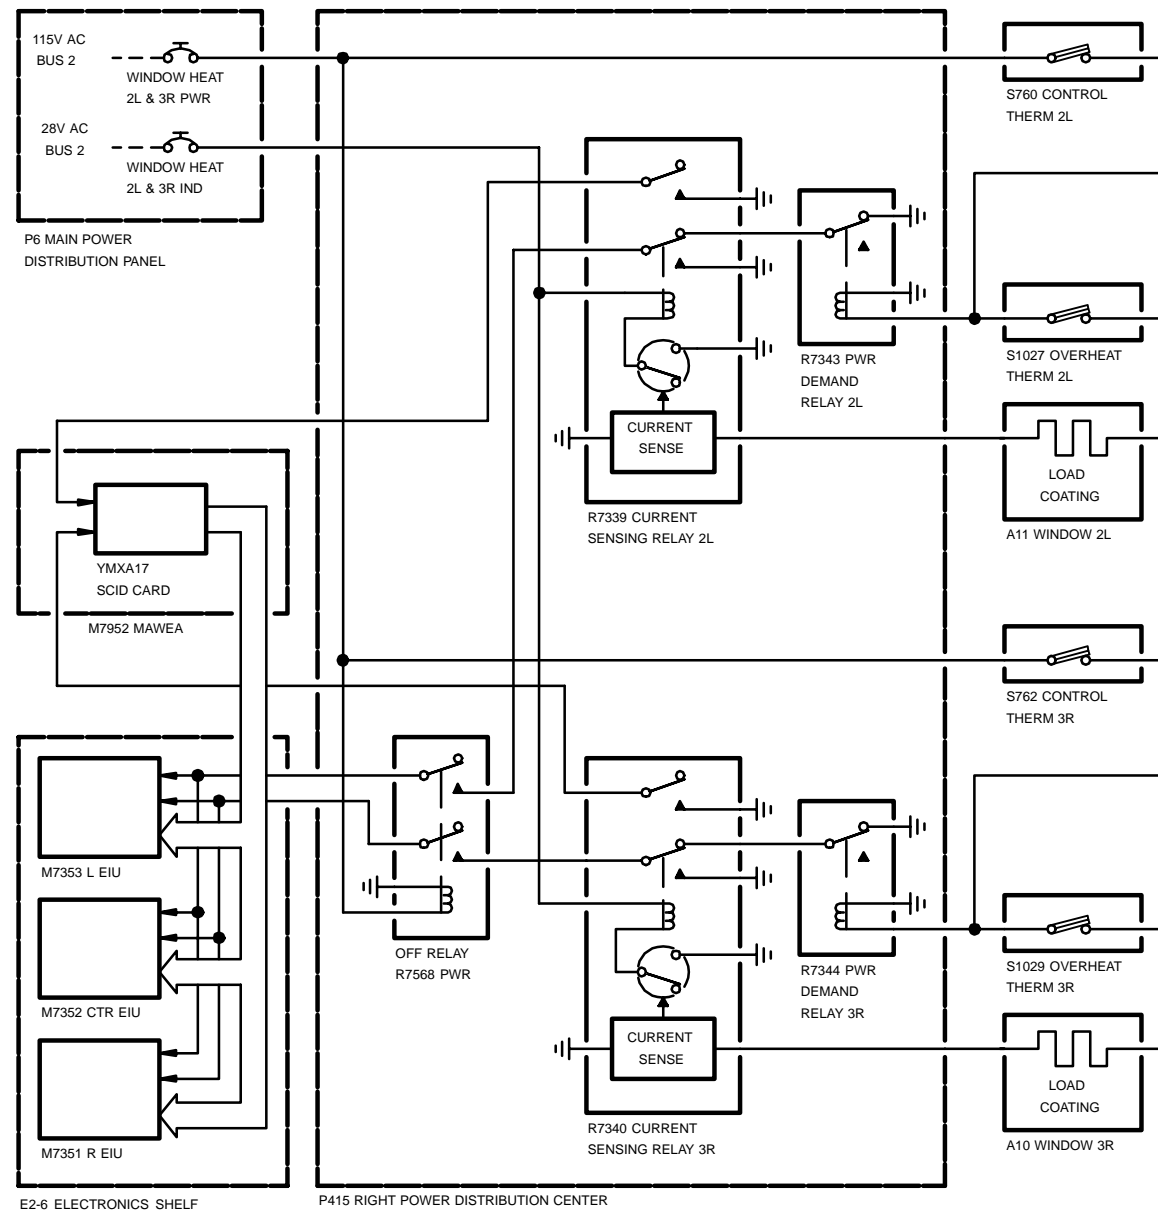 115V AC
BUS 2
WINDOW HEAT
2L & 3R PWR
28V AC
BUS 2
WINDOW HEAT
2L & 3R IND
P6 MAIN POWER
DISTRIBUTION PANEL
S760 CONTROL
THERM 2L
R7343 PWR
DEMAND
RELAY 2L
S1027 OVERHEAT
THERM 2L
CURRENT
SENSE
LOAD
COATING
R7339 CURRENT
SENSING RELAY 2L
A11 WINDOW 2L
YMXA17
SCID CARD
M7952 MAWEA
S762 CONTROL
THERM 3R
M7353 L EIU
M7352 CTR EIU
M7351 R EIU
E2-6 ELECTRONICS SHELF
OFF RELAY
R7568 PWR
R7344 PWR
DEMAND
RELAY 3R
S1029 OVERHEAT
THERM 3R
CURRENT
SENSE
LOAD
COATING
R7340 CURRENT
SENSING RELAY 3R
A10 WINDOW 3R
P415 RIGHT POWER DISTRIBUTION CENTER